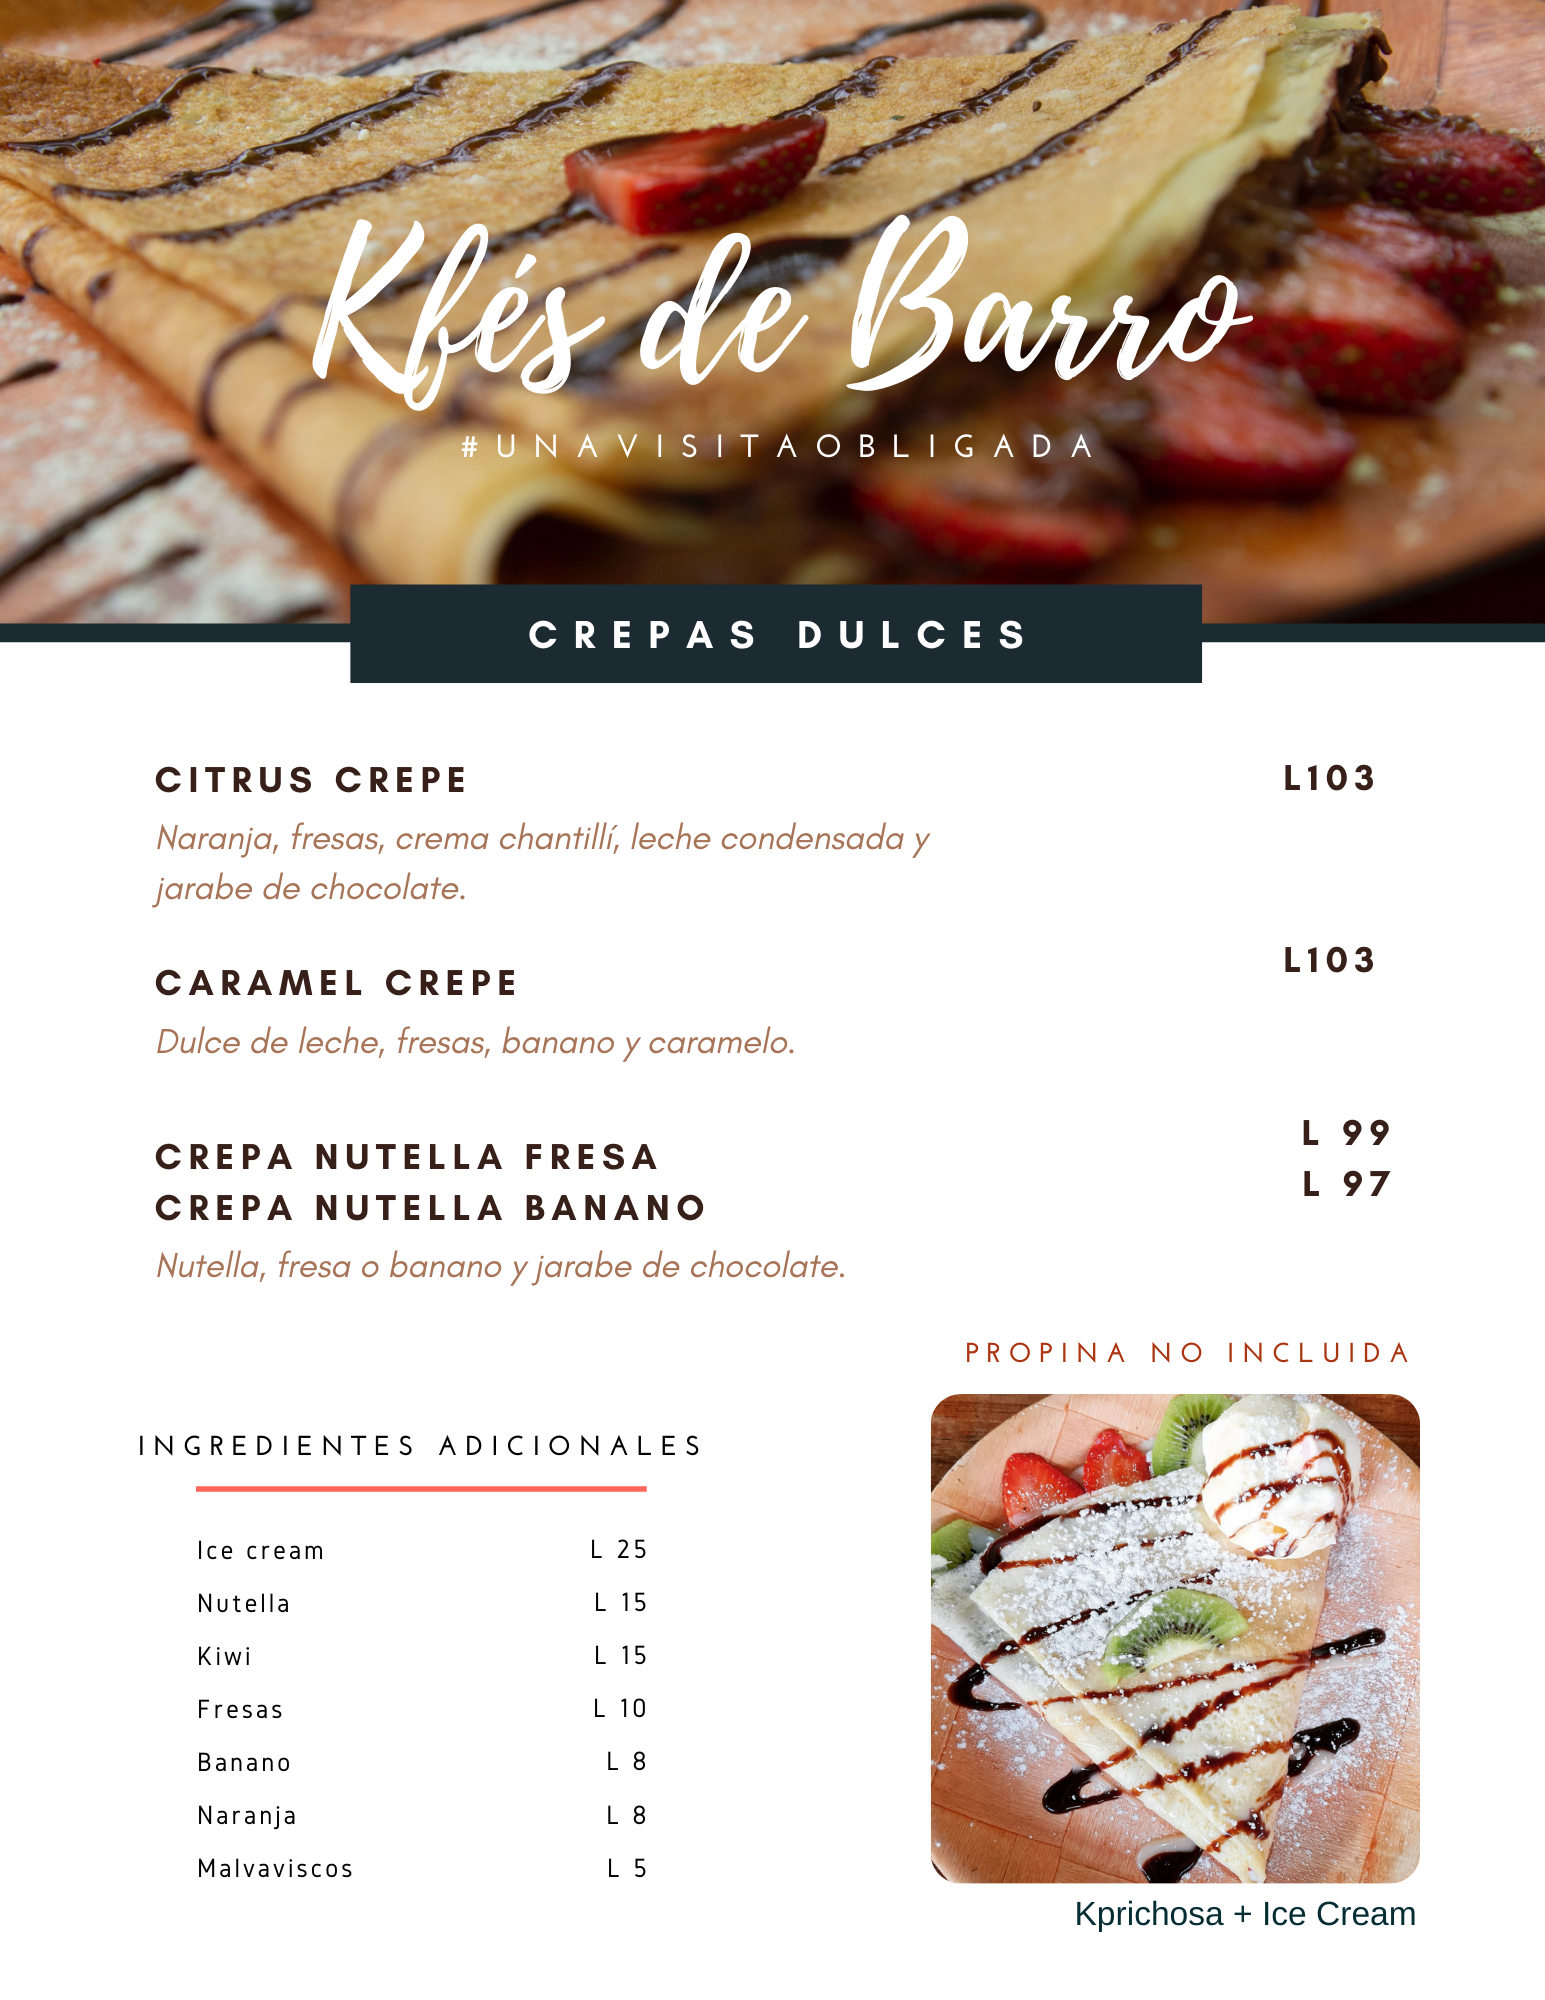 Kfés de Barro
#UNAVISITAOBLIGADA
CREPAS DULCES
CITRUS CREPE L103
Naranja, fresas, crema chantillí, leche condensada y
jarabe de chocolate.
CARAMEL CREPE L103
Dulce de leche, fresas, banano y caramelo.
CREPA NUTELLA FRESA L 99
CREPA NUTELLA BANANO L 97
Nutella, fresa o banano y jarabe de chocolate.
PROPINA NO INCLUIDA
INGREDIENTES ADICIONALES
Ice cream L 25
Nutella L 15
Kiwi L 15
Fresas L 10
Banano L 8
Naranja L 8
Malvaviscos L 5
Kprichosa + Ice Cream